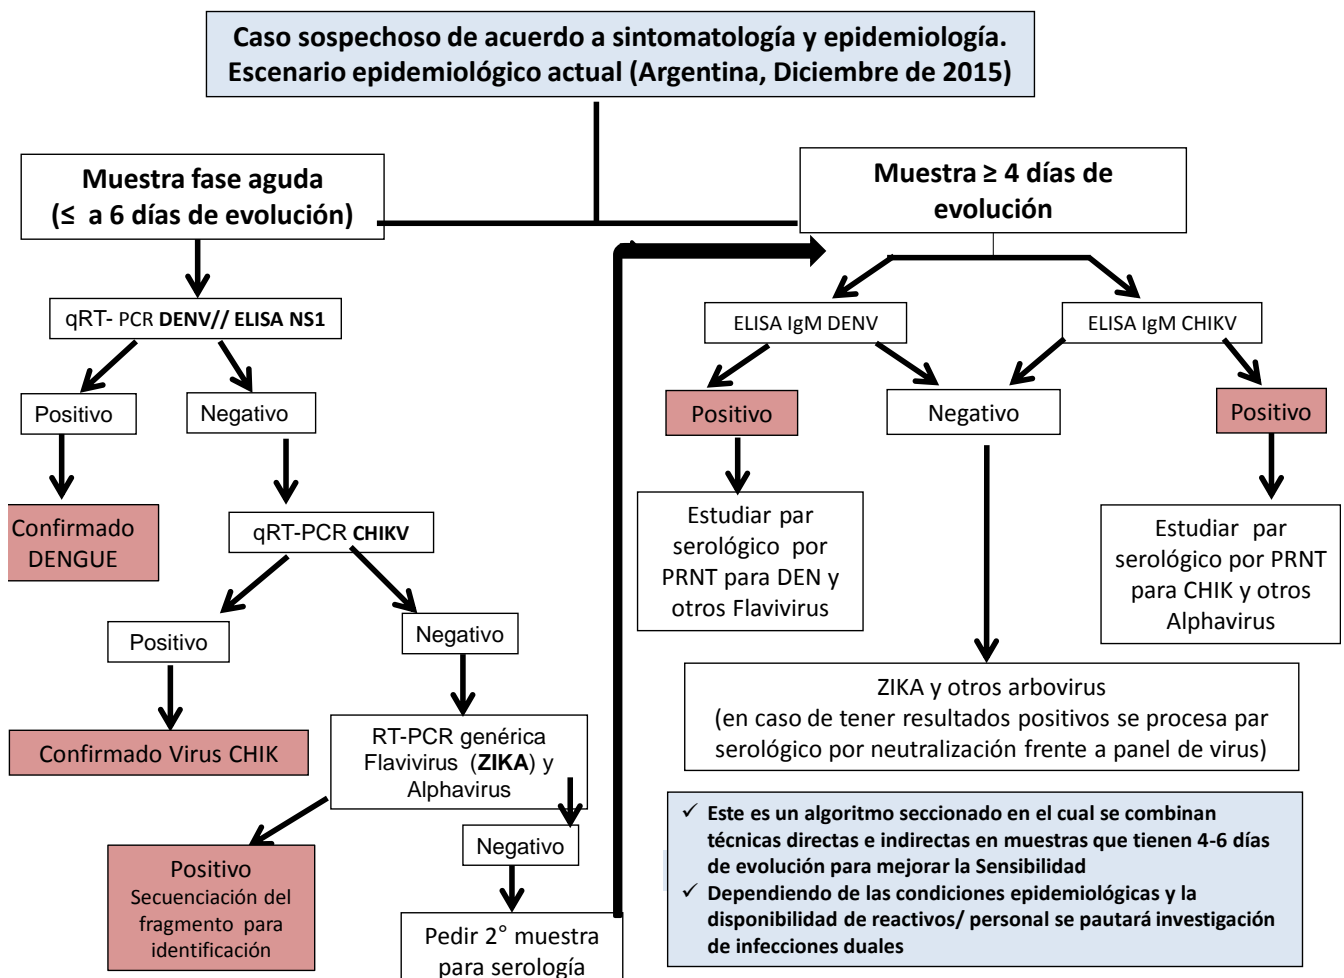 Caso sospechoso de acuerdo a sintomatología y epidemiología.
Escenario epidemiológico actual (Argentina, Diciembre de 2015)
Muestra fase aguda
(≤ a 6 días de evolución)
qRT- PCR DENV// ELISA NS1
Positivo
Negativo
Confirmado
DENGUE
qRT-PCR CHIKV
Positivo
Negativo
Confirmado Virus CHIK
RT-PCR genérica
Flavivirus (ZIKA) y
Alphavirus
Positivo
Secuenciación del
fragmento para
identificación
Negativo
Pedir 2° muestra
para serología
Muestra ≥ 4 días de
evolución
ELISA IgM DENV
ELISA IgM CHIKV
Positivo
Negativo
Positivo
Estudiar par
serológico por
PRNT para DEN y
otros Flavivirus
Estudiar par
serológico por PRNT
para CHIK y otros
Alphavirus
ZIKA y otros arbovirus
(en caso de tener resultados positivos se procesa par
serológico por neutralización frente a panel de virus)
✓ Este es un algoritmo seccionado en el cual se combinan
técnicas directas e indirectas en muestras que tienen 4-6 días
de evolución para mejorar la Sensibilidad
✓ Dependiendo de las condiciones epidemiológicas y la
disponibilidad de reactivos/ personal se pautará investigación
de infecciones duales